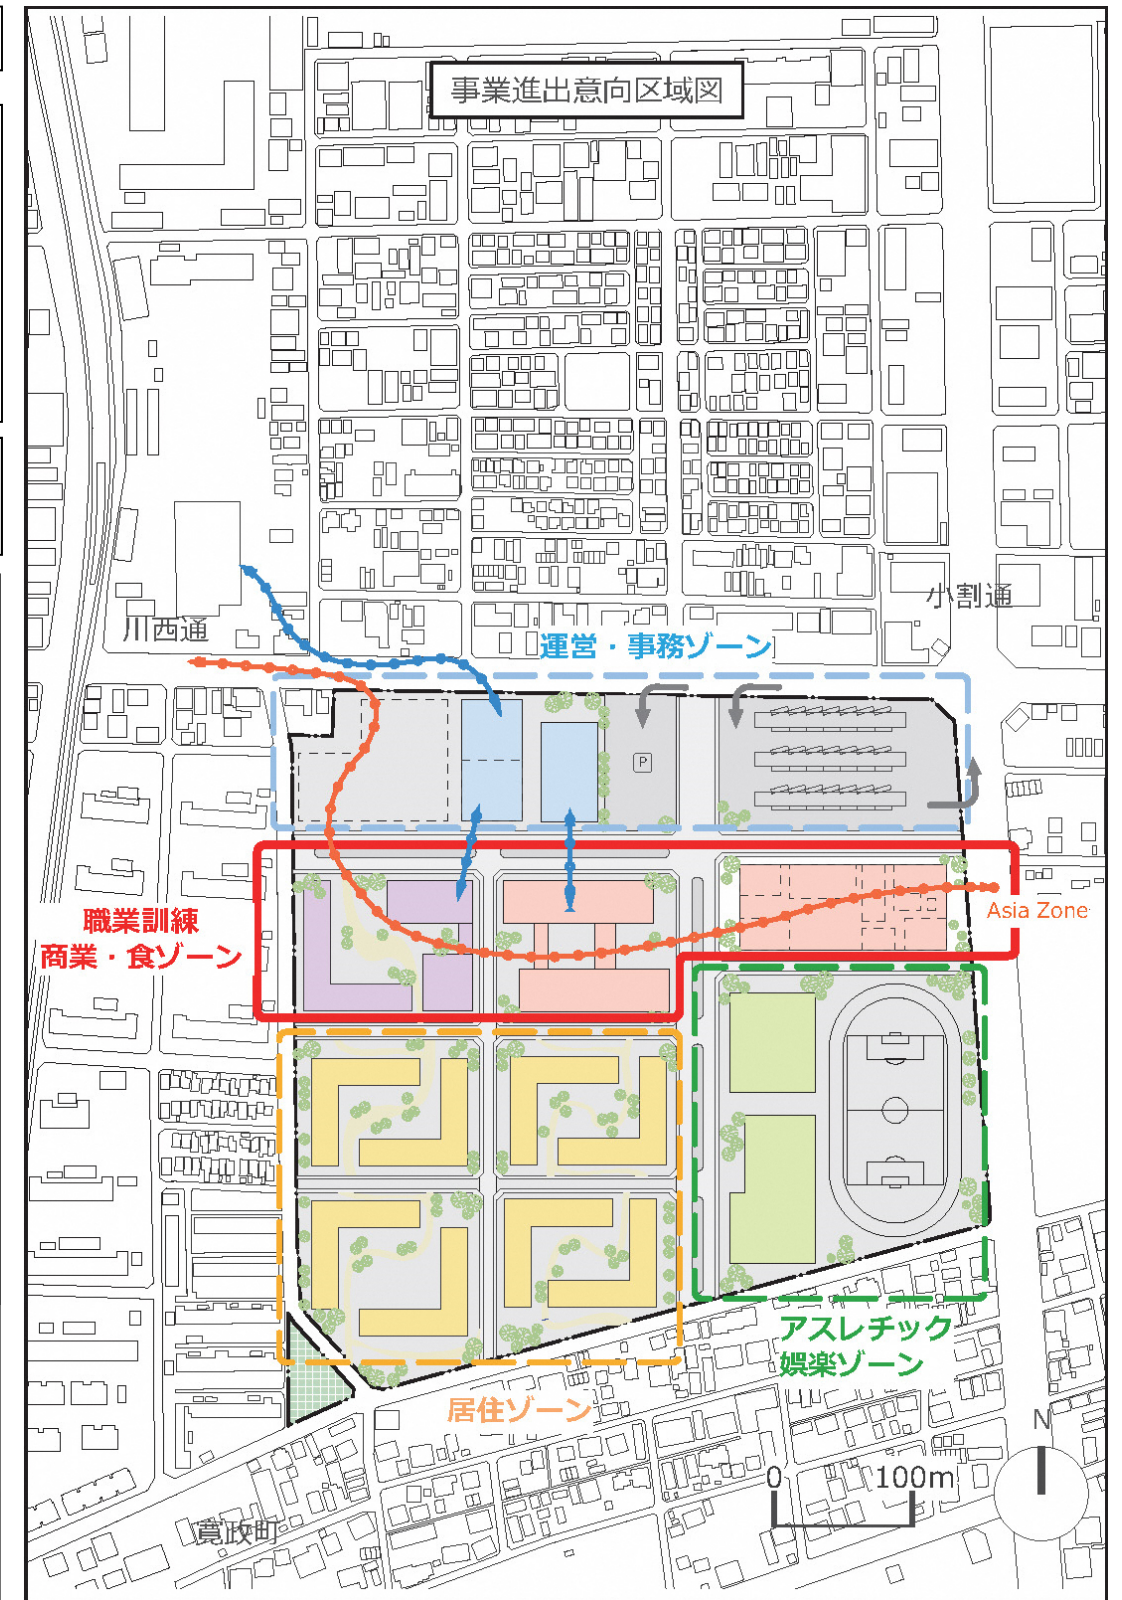 事業進出意向区域図
小割通
川西通
運営・事務ゾーン
P
職業訓練
商業・食ゾーン
Asia Zone
アスレチック
娯楽ゾーン
居住ゾーン
N
0 100m
寛政町